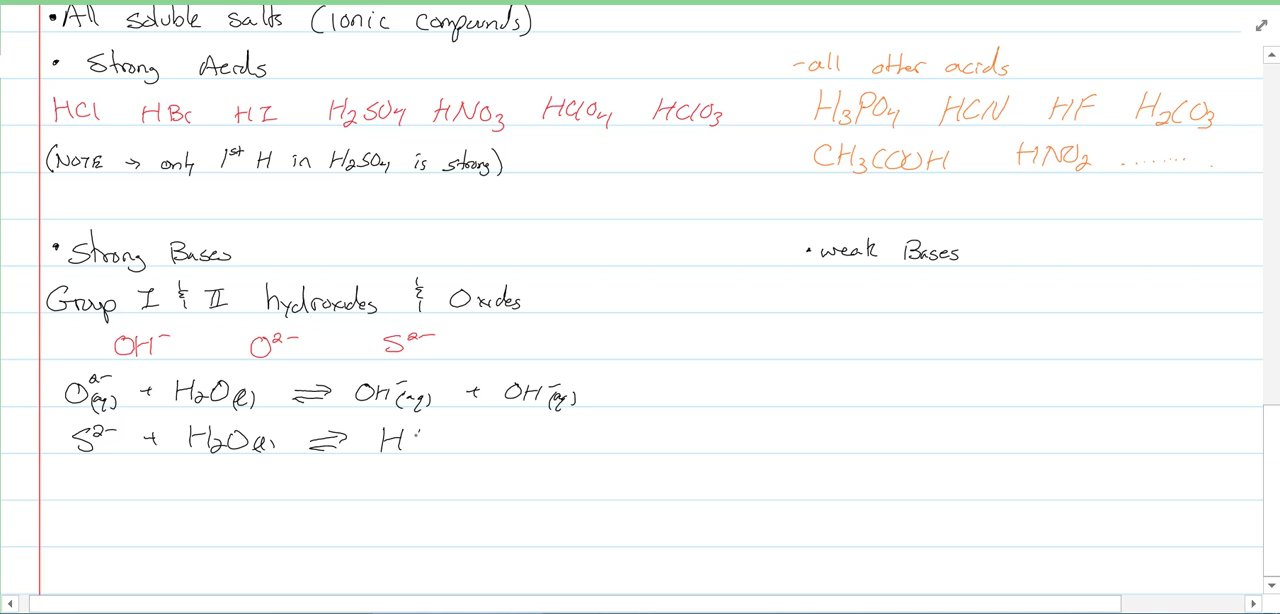 •All soluble salts (Ionic compounds)
• Strong Acids
HCl HBr HI H₂SO₄ HNO₃ HClO₄ HClO₃
(NOTE → only 1st H in H₂SO₄ is strong)
-all other acids
H₃PO₄ HCN HF H₂CO₃
CH₃COOH HNO₂ ........ .
• Strong Bases
Group I & II hydroxides & Oxides
OH⁻ O²⁻ S²⁻
O²⁻(aq) + H₂O(l) ⇌ OH⁻(aq) + OH⁻(aq)
S²⁻ + H₂O(l) ⇌ H
• weak Bases